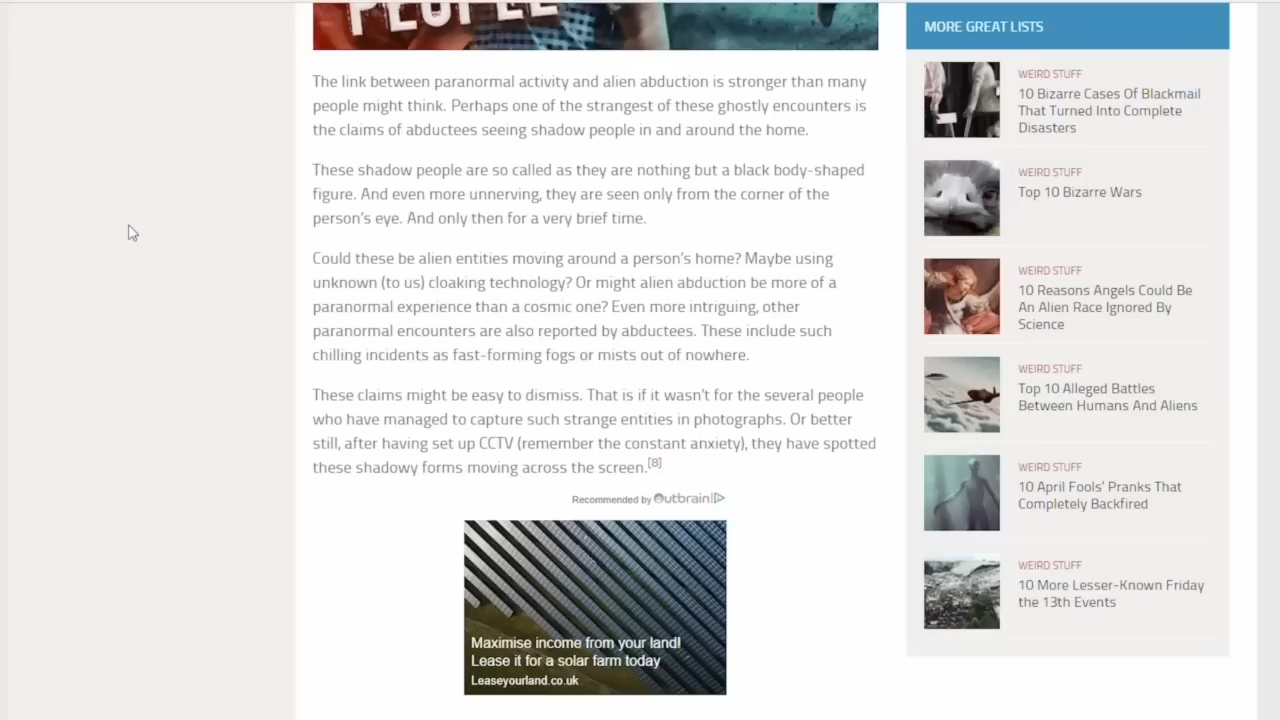 PEOPLE
The link between paranormal activity and alien abduction is stronger than many
people might think. Perhaps one of the strangest of these ghostly encounters is
the claims of abductees seeing shadow people in and around the home.
These shadow people are so called as they are nothing but a black body-shaped
figure. And even more unnerving, they are seen only from the corner of the
person's eye. And only then for a very brief time.
Could these be alien entities moving around a person's home? Maybe using
unknown (to us) cloaking technology? Or might alien abduction be more of a
paranormal experience than a cosmic one? Even more intriguing, other
paranormal encounters are also reported by abductees. These include such
chilling incidents as fast-forming fogs or mists out of nowhere.
These claims might be easy to dismiss. That is if it wasn't for the several people
who have managed to capture such strange entities in photographs. Or better
still, after having set up CCTV (remember the constant anxiety), they have spotted
these shadowy forms moving across the screen.[8]
Recommended by Outbrain
Maximise income from your land!
Lease it for a solar farm today
Leaseyourland.co.uk
MORE GREAT LISTS
WEIRD STUFF
10 Bizarre Cases Of Blackmail
That Turned Into Complete
Disasters
WEIRD STUFF
Top 10 Bizarre Wars
WEIRD STUFF
10 Reasons Angels Could Be
An Alien Race Ignored By
Science
WEIRD STUFF
Top 10 Alleged Battles
Between Humans And Aliens
WEIRD STUFF
10 April Fools' Pranks That
Completely Backfired
WEIRD STUFF
10 More Lesser-Known Friday
the 13th Events